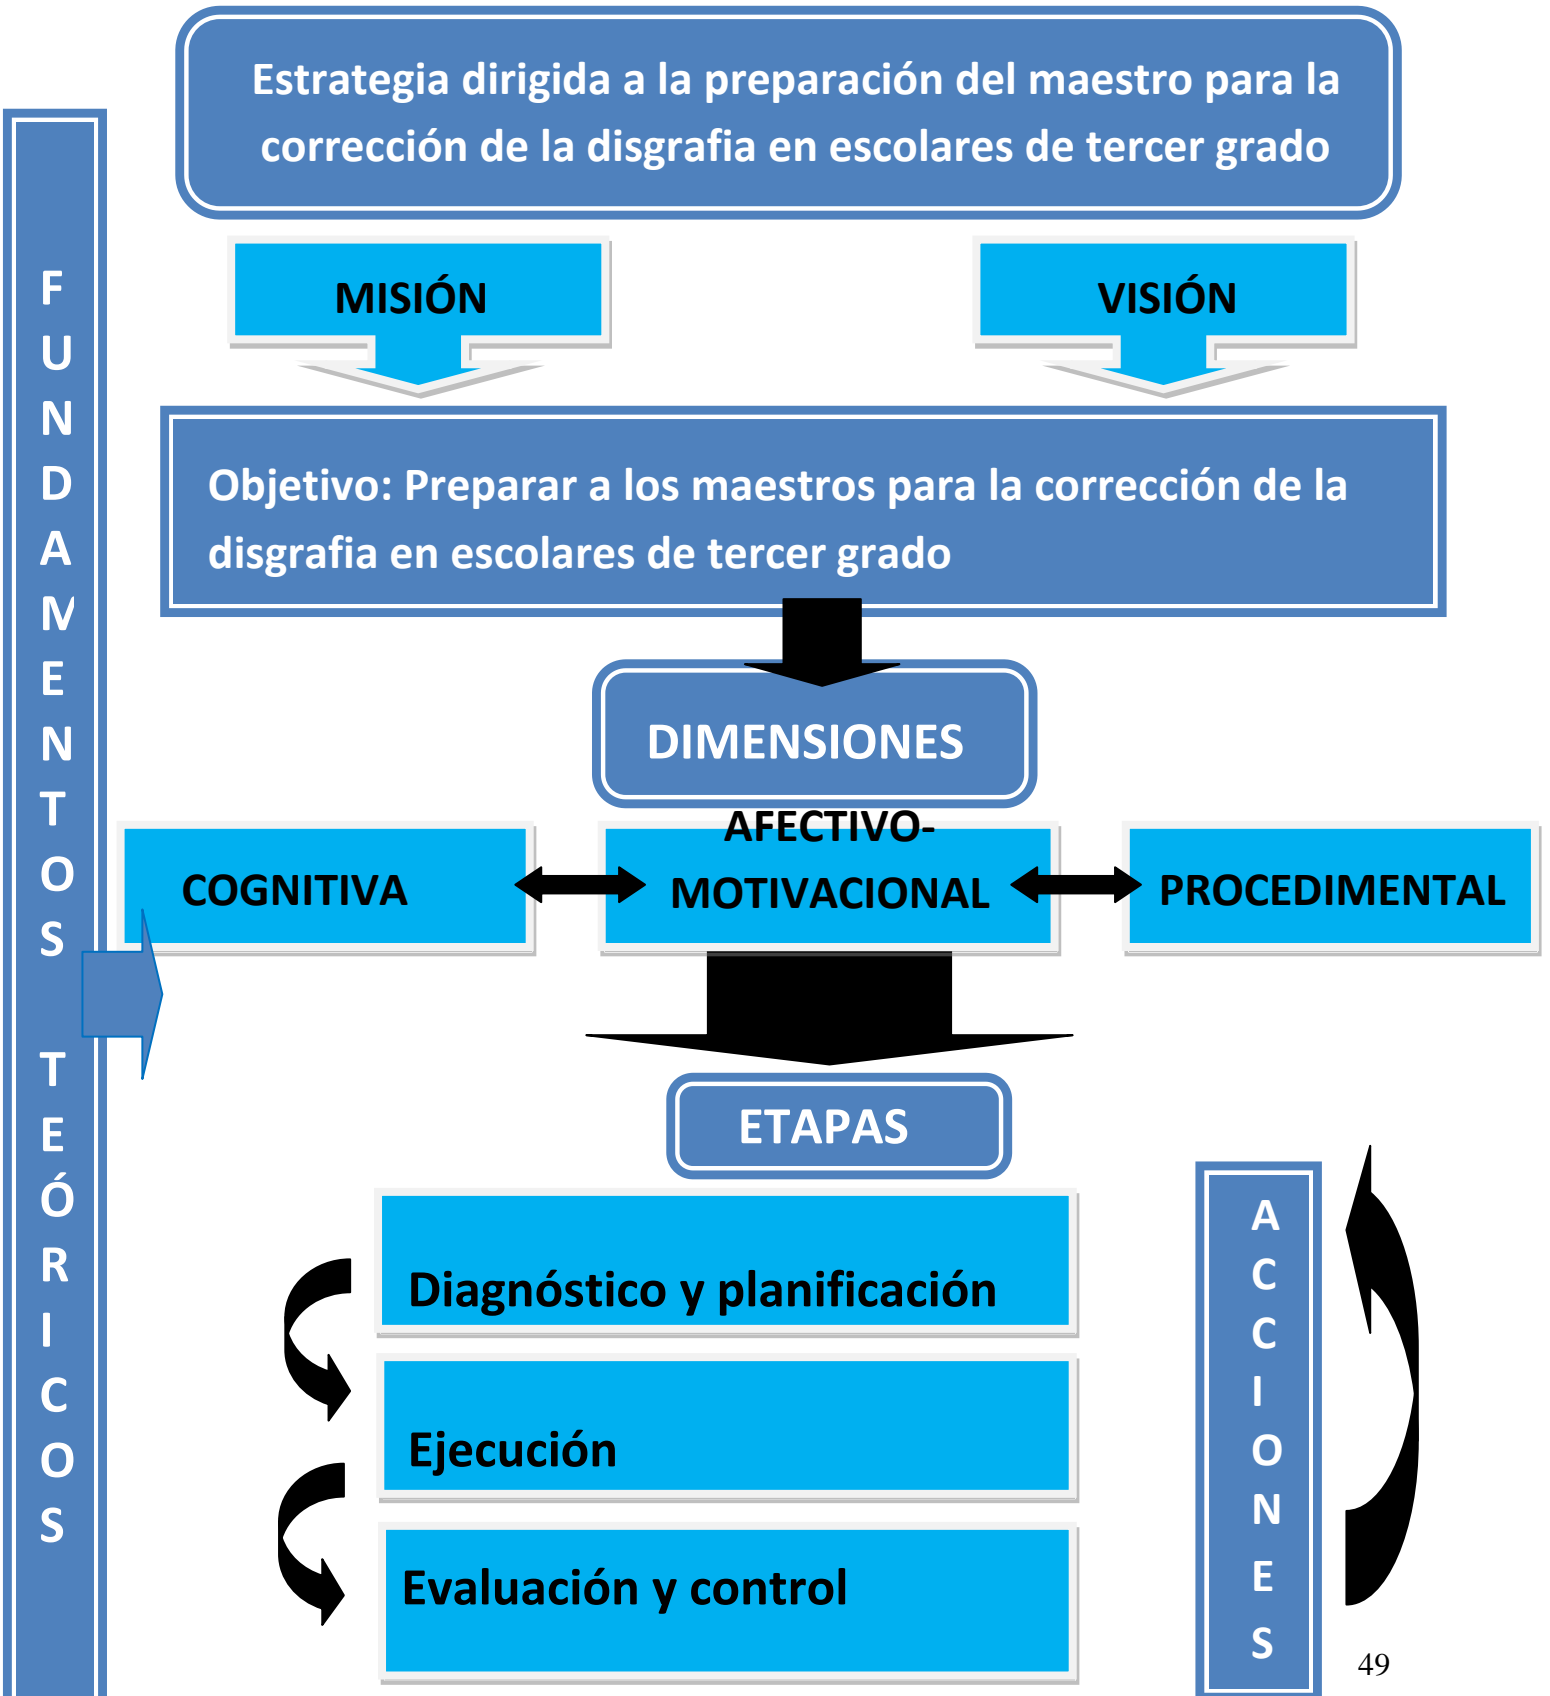 Estrategia dirigida a la preparación del maestro para la
corrección de la disgrafia en escolares de tercer grado
FUNDAMENTOS TEÓRICOS
MISIÓN
VISIÓN
Objetivo: Preparar a los maestros para la corrección de la
disgrafia en escolares de tercer grado
DIMENSIONES
COGNITIVA
AFECTIVO-
MOTIVACIONAL
PROCEDIMENTAL
ETAPAS
Diagnóstico y planificación
Ejecución
Evaluación y control
ACCIONES
49